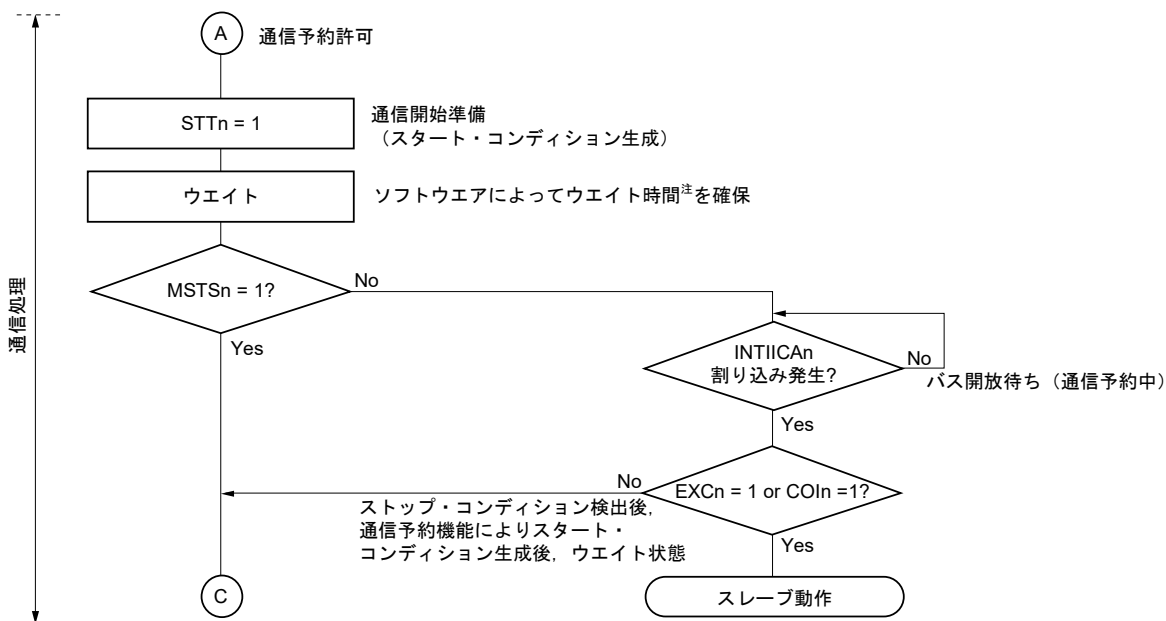 A
通信予約許可
STTn = 1
通信開始準備
（スタート・コンディション生成）
ウエイト
ソフトウエアによってウエイト時間注を確保
MSTSn = 1?
No
Yes
INTIICAn
割り込み発生?
No
バス開放待ち（通信予約中）
Yes
EXCn = 1 or COIn =1?
No
ストップ・コンディション検出後，
通信予約機能によりスタート・
コンディション生成後，ウエイト状態
Yes
C
スレーブ動作
通信処理